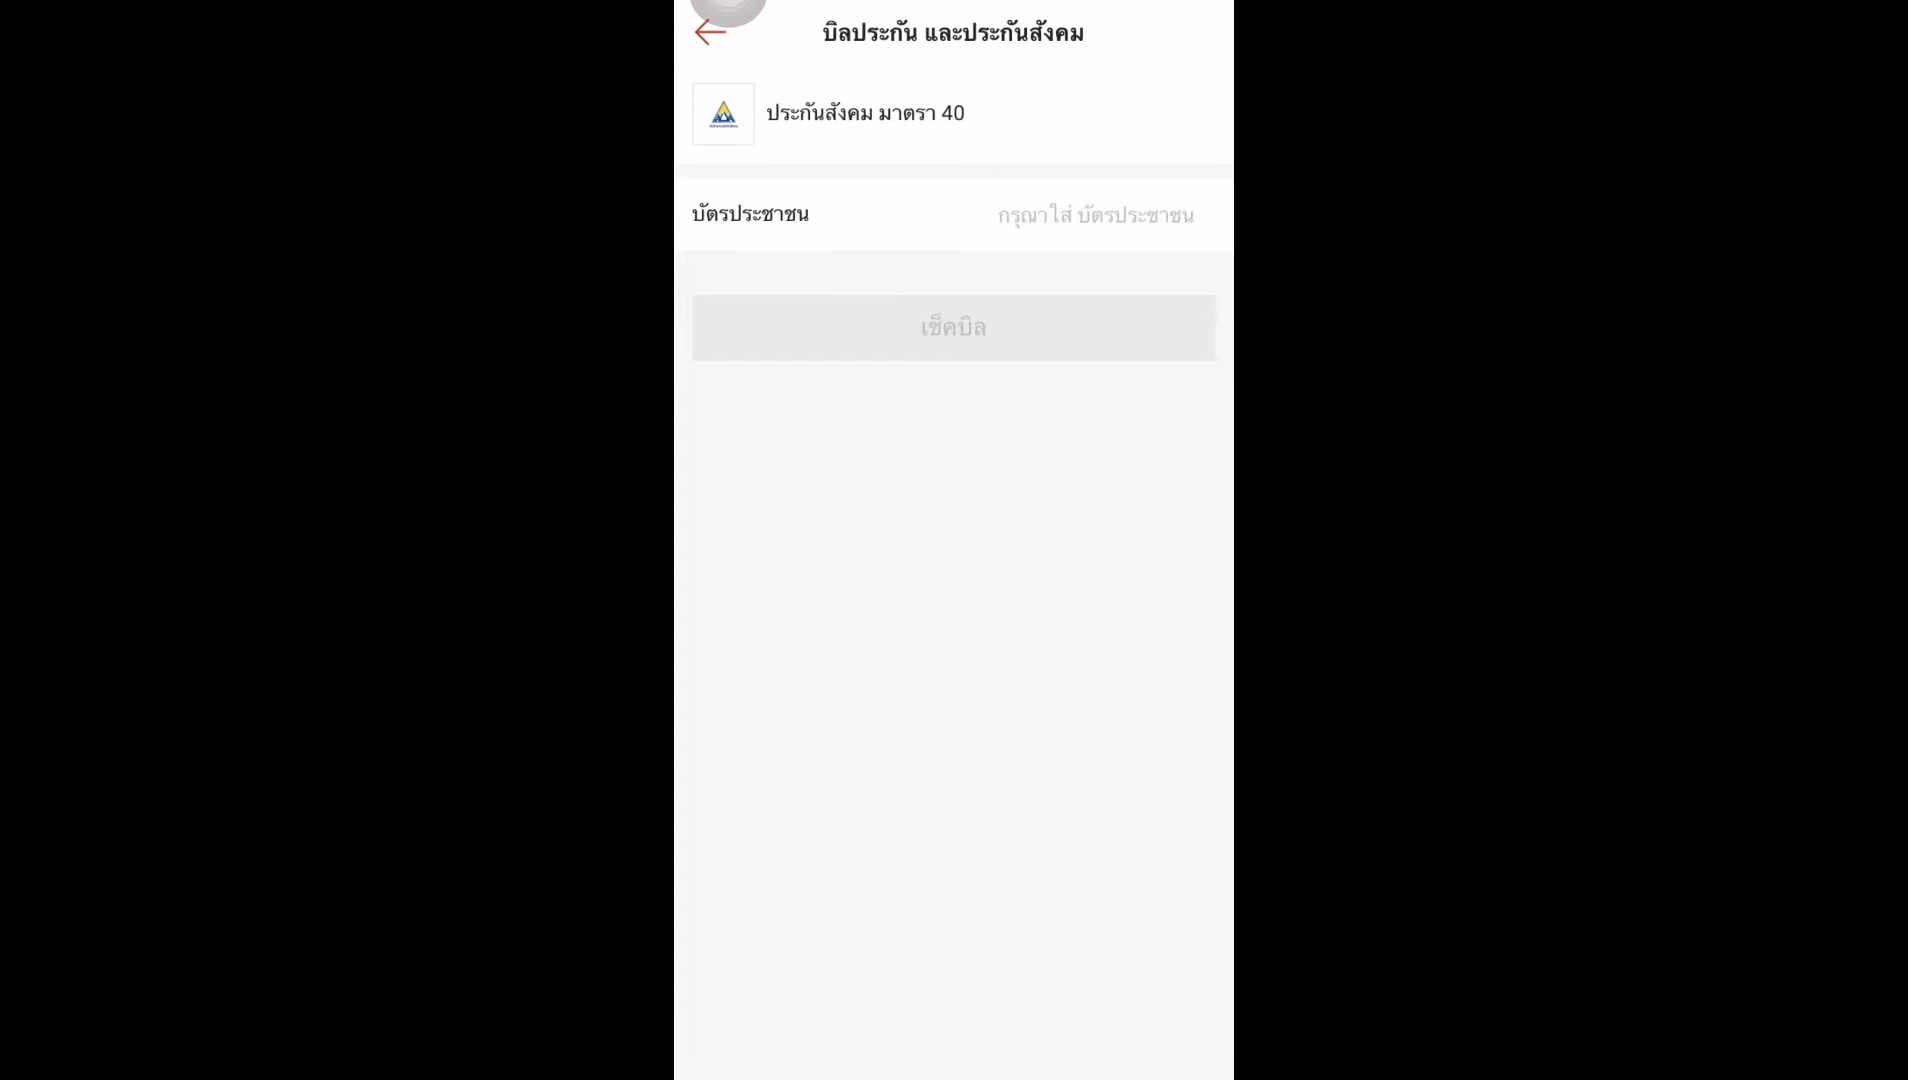 บิลประกัน และประกันสังคม
ประกันสังคม มาตรา 40
บัตรประชาชน
กรุณาใส่ บัตรประชาชน
เช็คบิล